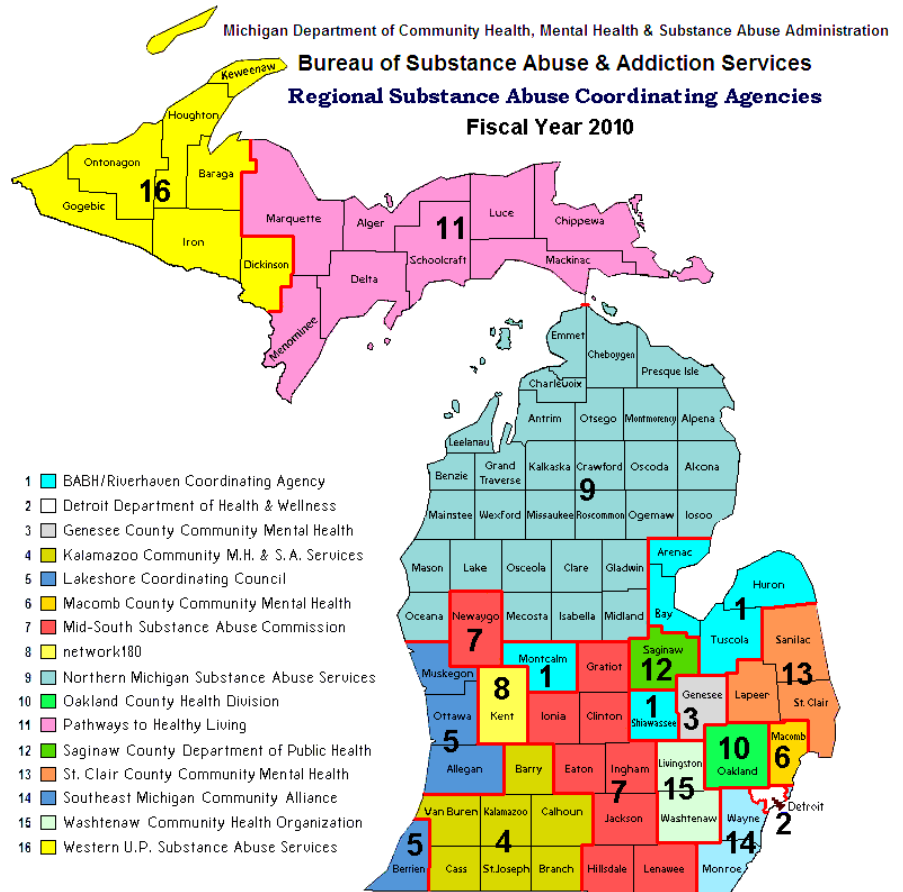 Michigan Department of Community Health, Mental Health & Substance Abuse Administration
Bureau of Substance Abuse & Addiction Services
Regional Substance Abuse Coordinating Agencies
Fiscal Year 2010
Keweenaw
Houghton
Ontonagon
Baraga
16
Gogebic
Iron
Dickinson
Marquette
Alger
Luce
Chippewa
11
Schoolcraft
Mackinac
Delta
Menominee
Emmet
Cheboygen
Presque Isle
Charlevoix
Antrim
Otsego
Montmorency
Alpena
Leelanau
Benzie
Grand
Traverse
Kalkaska
Crawford
Oscoda
Alcona
9
Mainstee
Wexford
Missaukee
Roscommon
Ogemaw
Iosoo
Arenac
Mason
Lake
Osceola
Clare
Gladwin
Huron
Oceana
Newaygo
Mecosta
Isabella
Midland
Bay
1
Tuscola
Sanilac
7
Montcalm
1
Gratiot
Saginaw
12
13
Muskegon
8
Kent
Ionia
Clinton
1
Shiawassee
Genesee
3
Lapeer
St. Clair
Ottawa
5
Allegan
Barry
Eaton
Ingham
7
Livingston
15
10
Oakland
Macomb
6
Van Buren
Kalamazoo
Calhoun
Jackson
Washtenaw
Wayne
Detroit
2
5
Berrien
4
Cass
St.Joseph
Branch
Hillsdale
Lenawee
14
Monroe
1 BABH/Riverhaven Coordinating Agency
2 Detroit Department of Health & Wellness
3 Genesee County Community Mental Health
4 Kalamazoo Community M.H. & S.A. Services
5 Lakeshore Coordinating Council
6 Macomb County Community Mental Health
7 Mid-South Substance Abuse Commission
8 network180
9 Northern Michigan Substance Abuse Services
10 Oakland County Health Division
11 Pathways to Healthy Living
12 Saginaw County Department of Public Health
13 St. Clair County Community Mental Health
14 Southeast Michigan Community Alliance
15 Washtenaw Community Health Organization
16 Western U.P. Substance Abuse Services